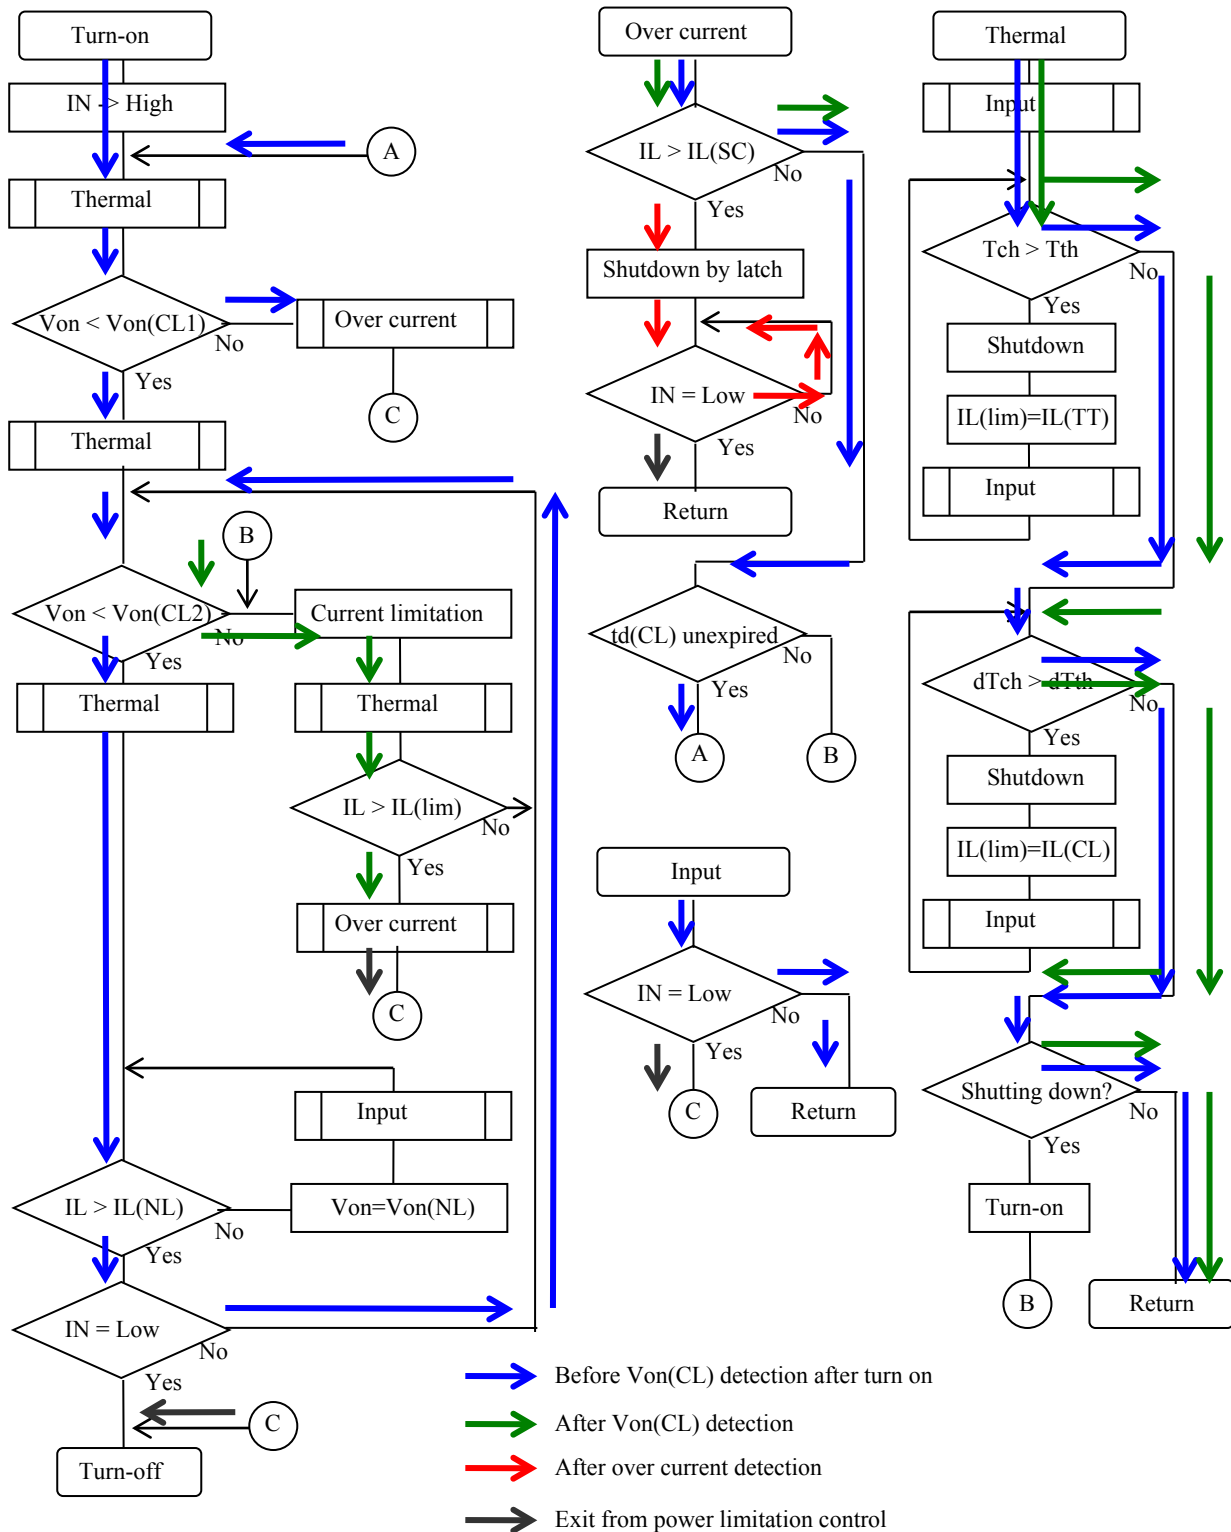 Turn-on
IN -> High
A
Thermal
Von < Von(CL1)
No
Over current
Yes
C
Thermal
B
Von < Von(CL2)
No
Current limitation
Yes
Thermal
Thermal
IL > IL(lim)
No
Yes
Over current
C
Input
IL > IL(NL)
No
Von=Von(NL)
Yes
IN = Low
No
Yes
C
Turn-off
Over current
IL > IL(SC)
No
Yes
Shutdown by latch
IN = Low
No
Yes
Return
td(CL) unexpired
No
Yes
A
B
Input
IN = Low
No
Yes
C
Return
Thermal
Input
Tch > Tth
No
Yes
Shutdown
IL(lim)=IL(TT)
Input
dTch > dTth
No
Yes
Shutdown
IL(lim)=IL(CL)
Input
Shutting down?
No
Yes
Turn-on
B
Return
Before Von(CL) detection after turn on
After Von(CL) detection
After over current detection
Exit from power limitation control